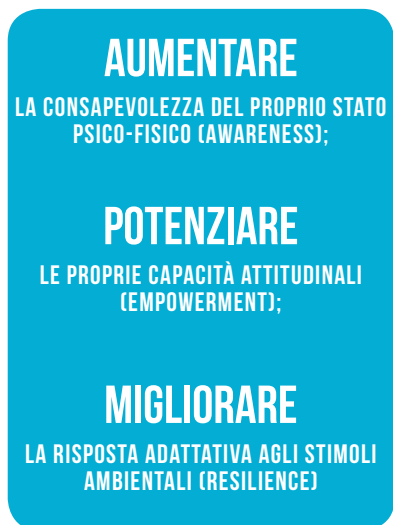 AUMENTARE
LA CONSAPEVOLEZZA DEL PROPRIO STATO
PSICO-FISICO (AWARENESS);
POTENZIARE
LE PROPRIE CAPACITÀ ATTITUDINALI
(EMPOWERMENT);
MIGLIORARE
LA RISPOSTA ADATTATIVA AGLI STIMOLI
AMBIENTALI (RESILIENCE)